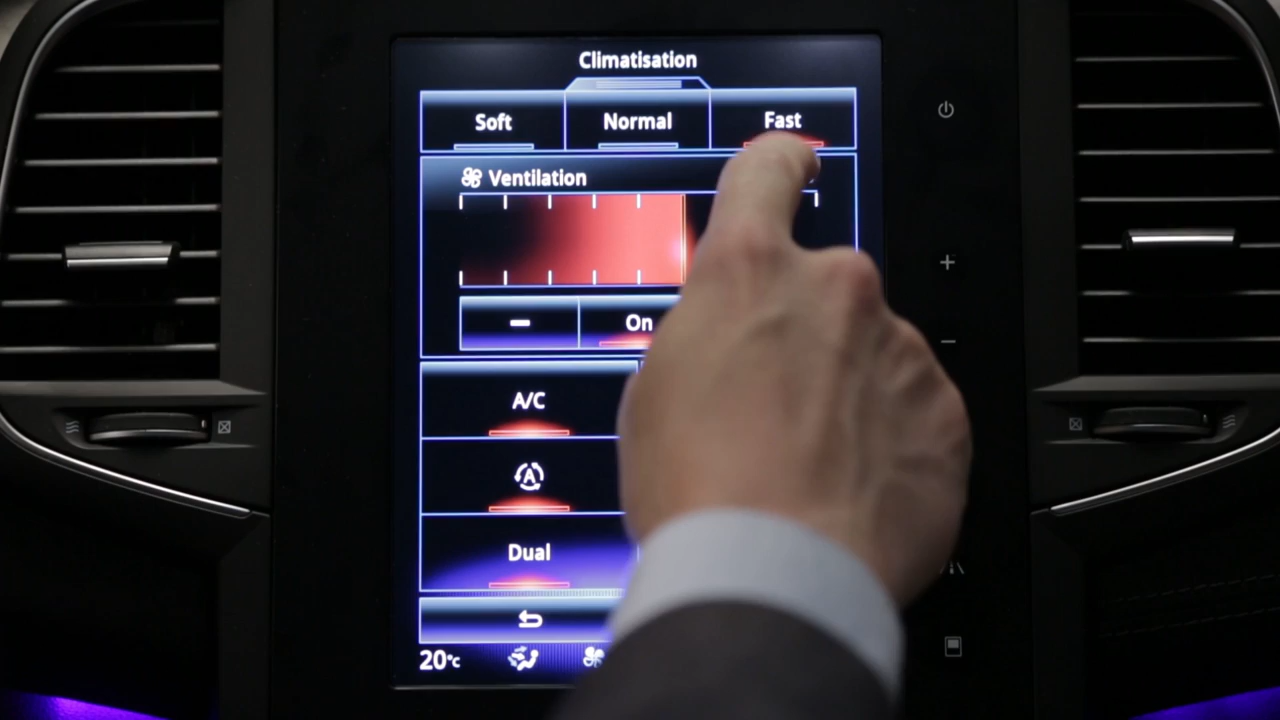 Climatisation
Soft Normal Fast
Ventilation
On
A/C
A
Dual
20°C